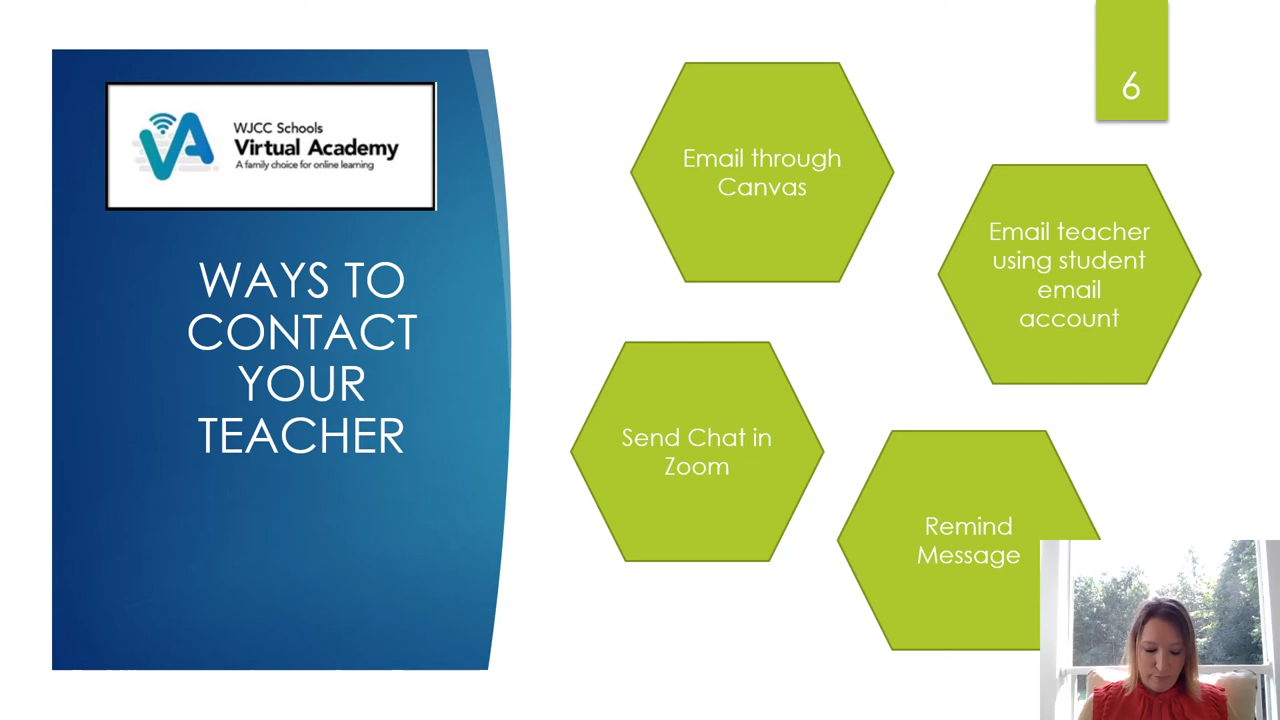 WJCC Schools
Virtual Academy
A family choice for online learning
WAYS TO
CONTACT
YOUR
TEACHER
6
Email through
Canvas
Email teacher
using student
email
account
Send Chat in
Zoom
Remind
Message